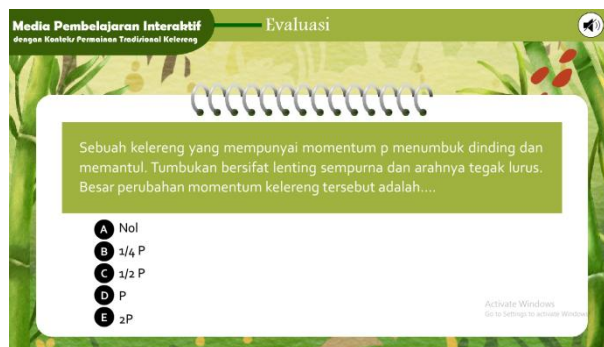 Media Pembelajaran Interaktif
dengan Konteks Permainan Tradisional Kelereng
Evaluasi
Sebuah kelereng yang mempunyai momentum p menumbuk dinding dan
memantul. Tumbukan bersifat lenting sempurna dan arahnya tegak lurus.
Besar perubahan momentum kelereng tersebut adalah....
A Nol
B 1/4 P
C 1/2 P
D P
E 2P
Activate Windows
Go to Settings to activate Windows